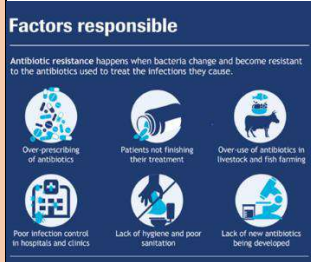 Factors responsible
Antibiotic resistance happens when bacteria change and become resistant
to the antibiotics used to treat the infections they cause.
Over-prescribing
of antibiotics
Patients not finishing
their treatment
Over-use of antibiotics in
livestock and fish farming
Poor infection control
in hospitals and clinics
Lack of hygiene and poor
sanitation
Lack of new antibiotics
being developed